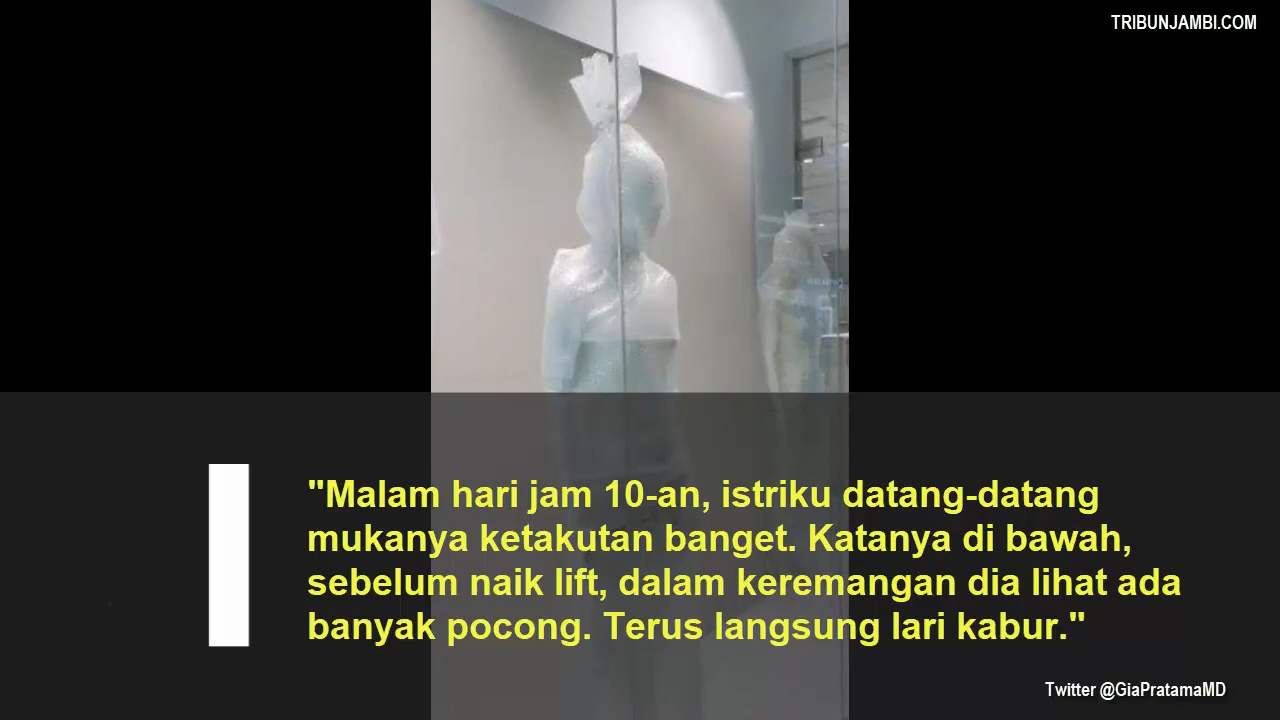 TRIBUNJAMBI.COM
"Malam hari jam 10-an, istriku datang-datang
mukanya ketakutan banget. Katanya di bawah,
sebelum naik lift, dalam keremangan dia lihat ada
banyak pocong. Terus langsung lari kabur."
Twitter @GiaPratamaMD